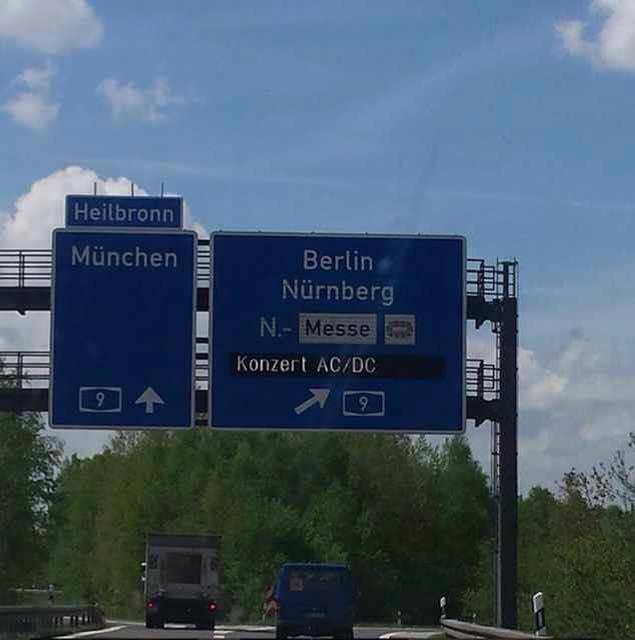 Heilbronn
München
9
Berlin
Nürnberg
N.- Messe
Konzert AC/DC
9